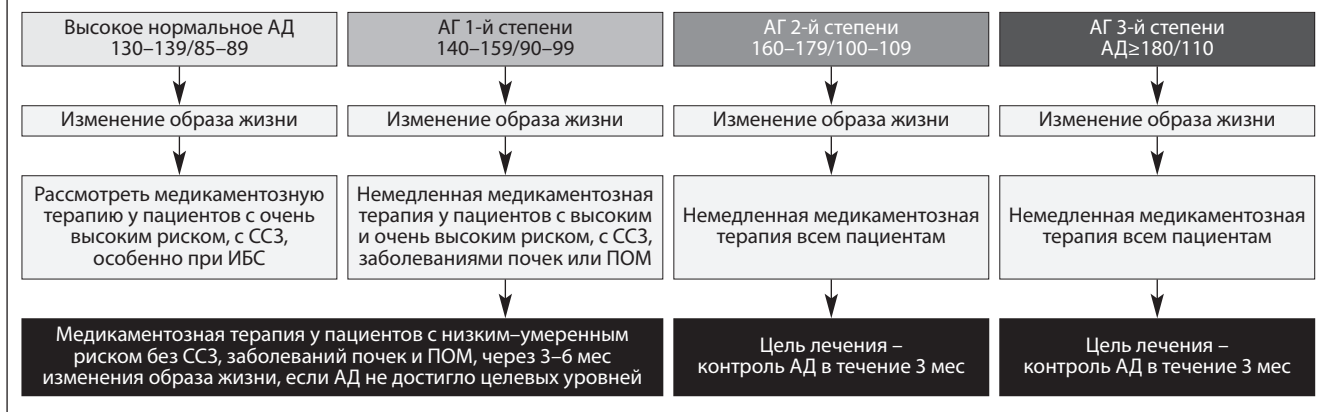 Высокое нормальное АД
130–139/85–89
АГ 1-й степени
140–159/90–99
АГ 2-й степени
160–179/100–109
АГ 3-й степени
АД≥180/110
Изменение образа жизни
Изменение образа жизни
Изменение образа жизни
Изменение образа жизни
Рассмотреть медикаментозную
терапию у пациентов с очень
высоким риском, с ССЗ,
особенно при ИБС
Немедленная медикаментозная
терапия у пациентов с высоким
и очень высоким риском, с ССЗ,
заболеваниями почек или ПОМ
Немедленная медикаментозная
терапия всем пациентам
Немедленная медикаментозная
терапия всем пациентам
Медикаментозная терапия у пациентов с низким–умеренным
риском без ССЗ, заболеваний почек и ПОМ, через 3–6 мес
изменения образа жизни, если АД не достигло целевых уровней
Цель лечения –
контроль АД в течение 3 мес
Цель лечения –
контроль АД в течение 3 мес